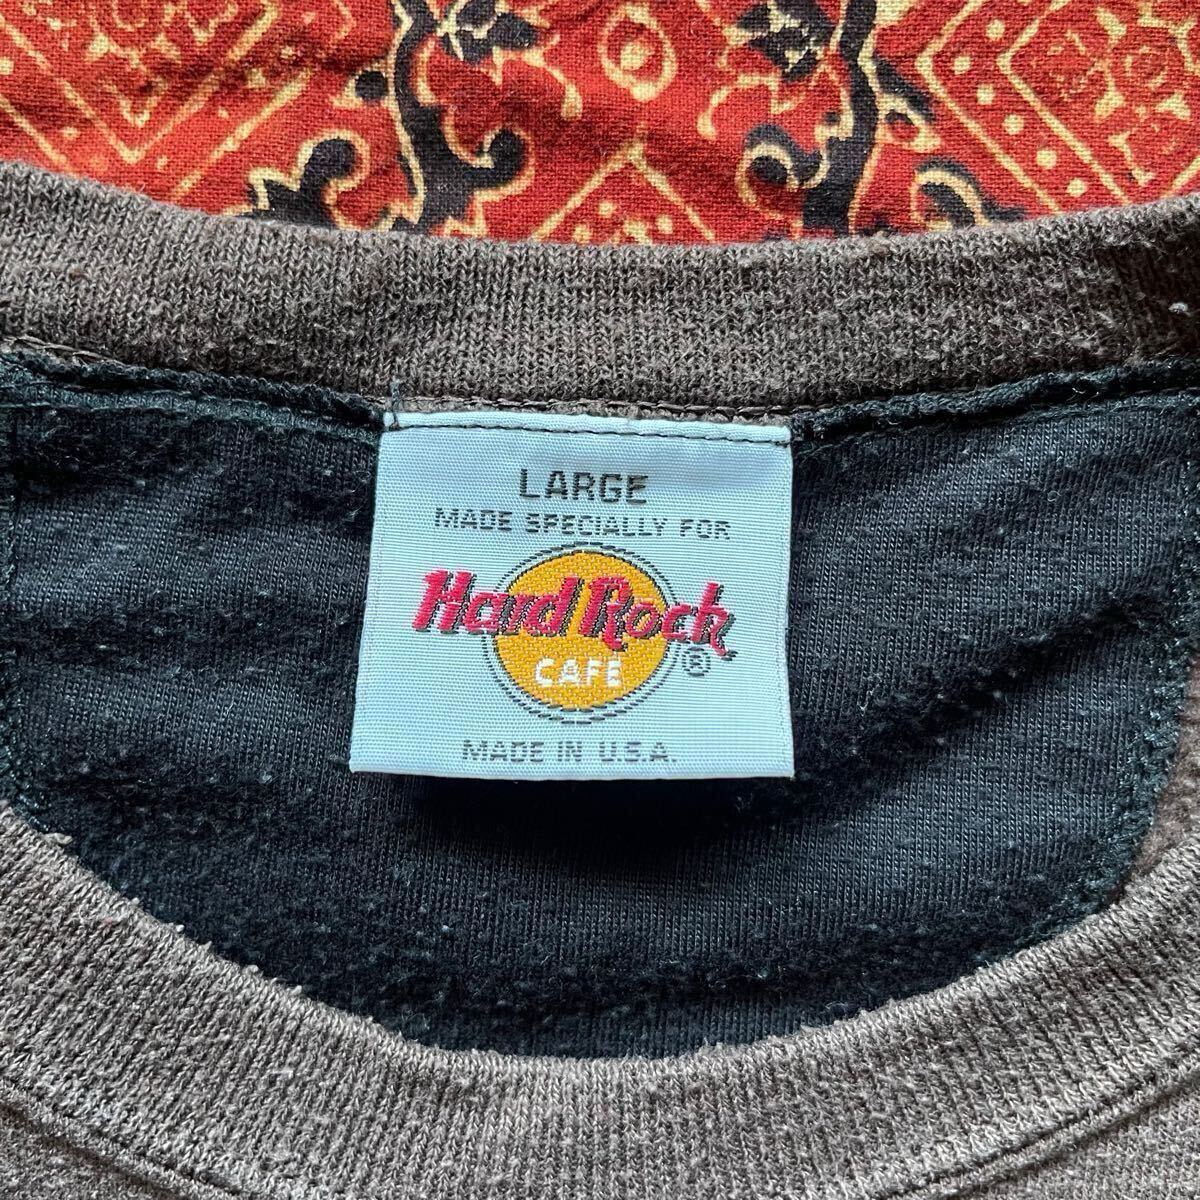 LARGE
MADE SPECIALLY FOR
Hard Rock
CAFE ®
MADE IN U.S.A.